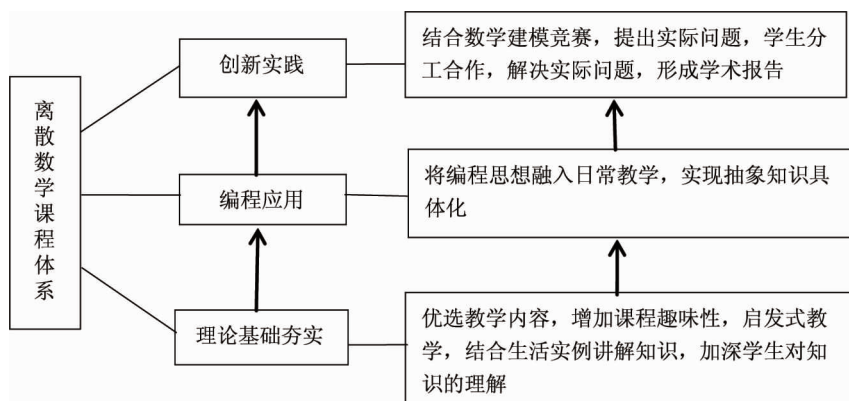 离散数学课程体系
创新实践
结合数学建模竞赛，提出实际问题，学生分
工合作，解决实际问题，形成学术报告
编程应用
将编程思想融入日常教学，实现抽象知识具
体化
理论基础夯实
优选教学内容，增加课程趣味性，启发式教
学，结合生活实例讲解知识，加深学生对知
识的理解